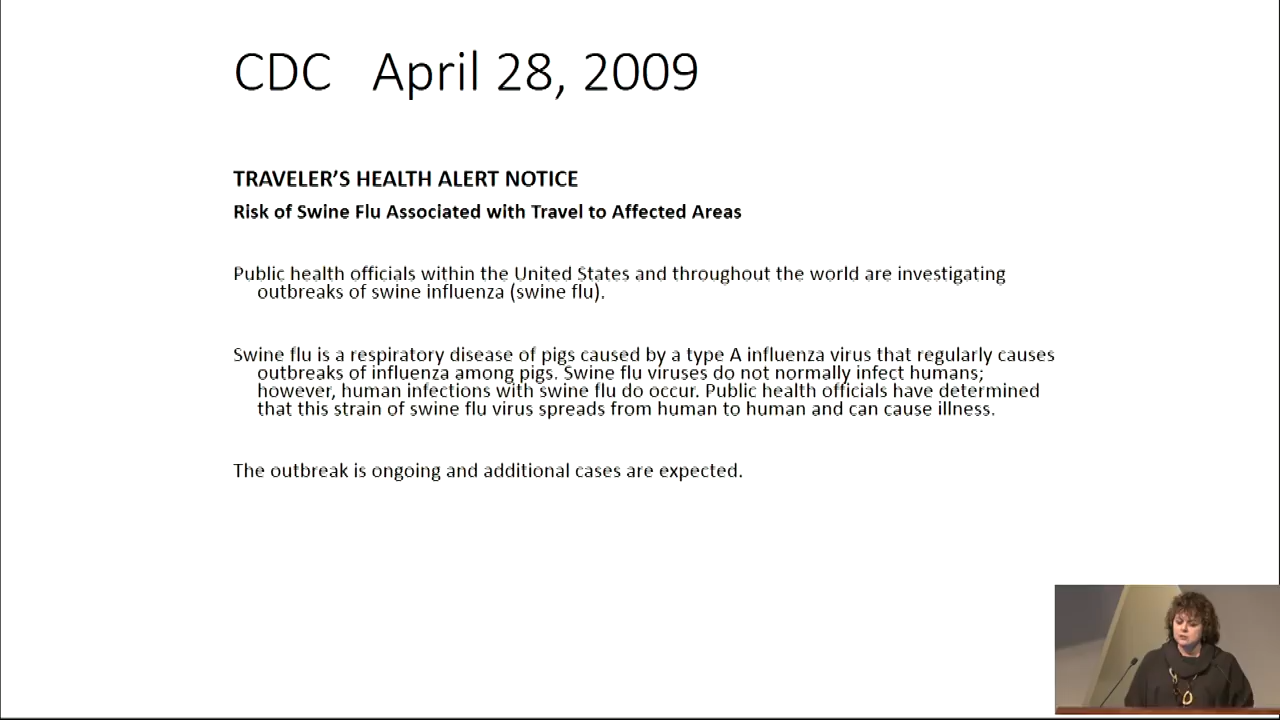 CDC April 28, 2009
TRAVELER'S HEALTH ALERT NOTICE
Risk of Swine Flu Associated with Travel to Affected Areas
Public health officials within the United States and throughout the world are investigating
outbreaks of swine influenza (swine flu).
Swine flu is a respiratory disease of pigs caused by a type A influenza virus that regularly causes
outbreaks of influenza among pigs. Swine flu viruses do not normally infect humans;
however, human infections with swine flu do occur. Public health officials have determined
that this strain of swine flu virus spreads from human to human and can cause illness.
The outbreak is ongoing and additional cases are expected.